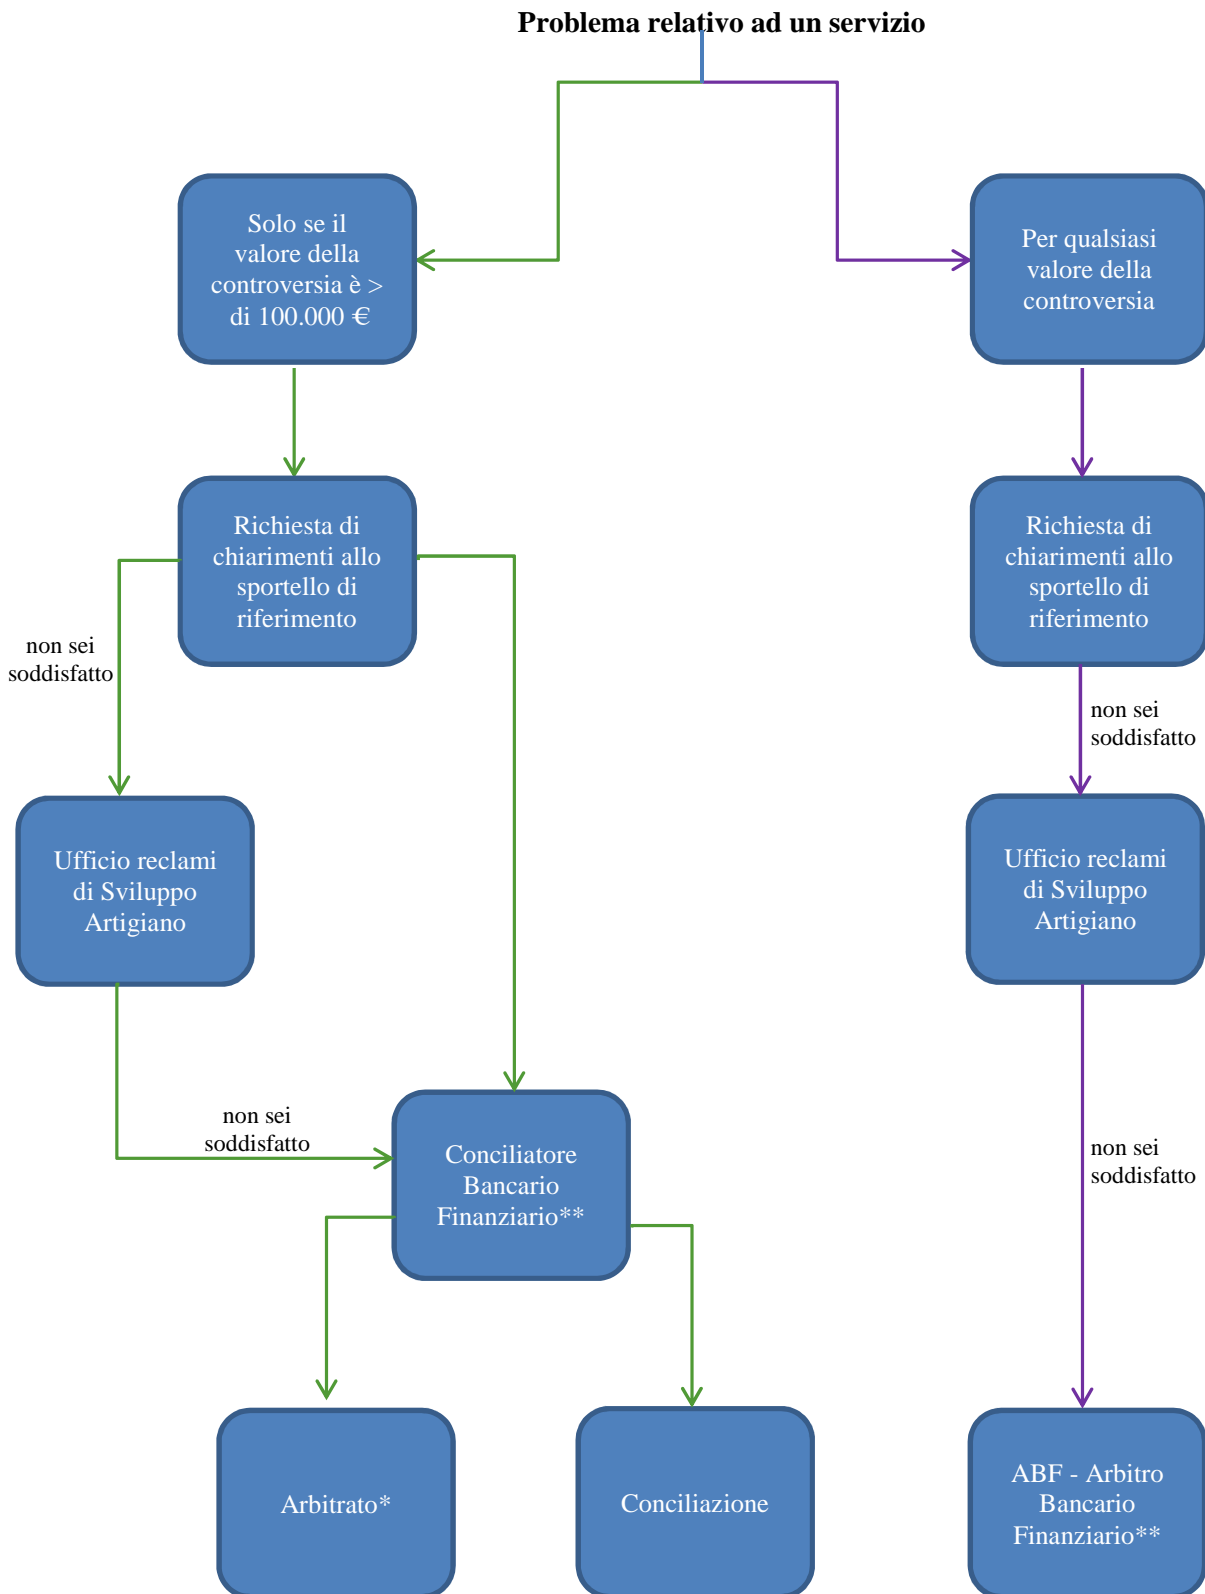 Problema relativo ad un servizio
Solo se il
valore della
controversia è >
di 100.000 €
Per qualsiasi
valore della
controversia
Richiesta di
chiarimenti allo
sportello di
riferimento
Richiesta di
chiarimenti allo
sportello di
riferimento
non sei
soddisfatto
non sei
soddisfatto
Ufficio reclami
di Sviluppo
Artigiano
Ufficio reclami
di Sviluppo
Artigiano
non sei
soddisfatto
Conciliatore
Bancario
Finanziario**
non sei
soddisfatto
Arbitrato*
Conciliazione
ABF - Arbitro
Bancario
Finanziario**